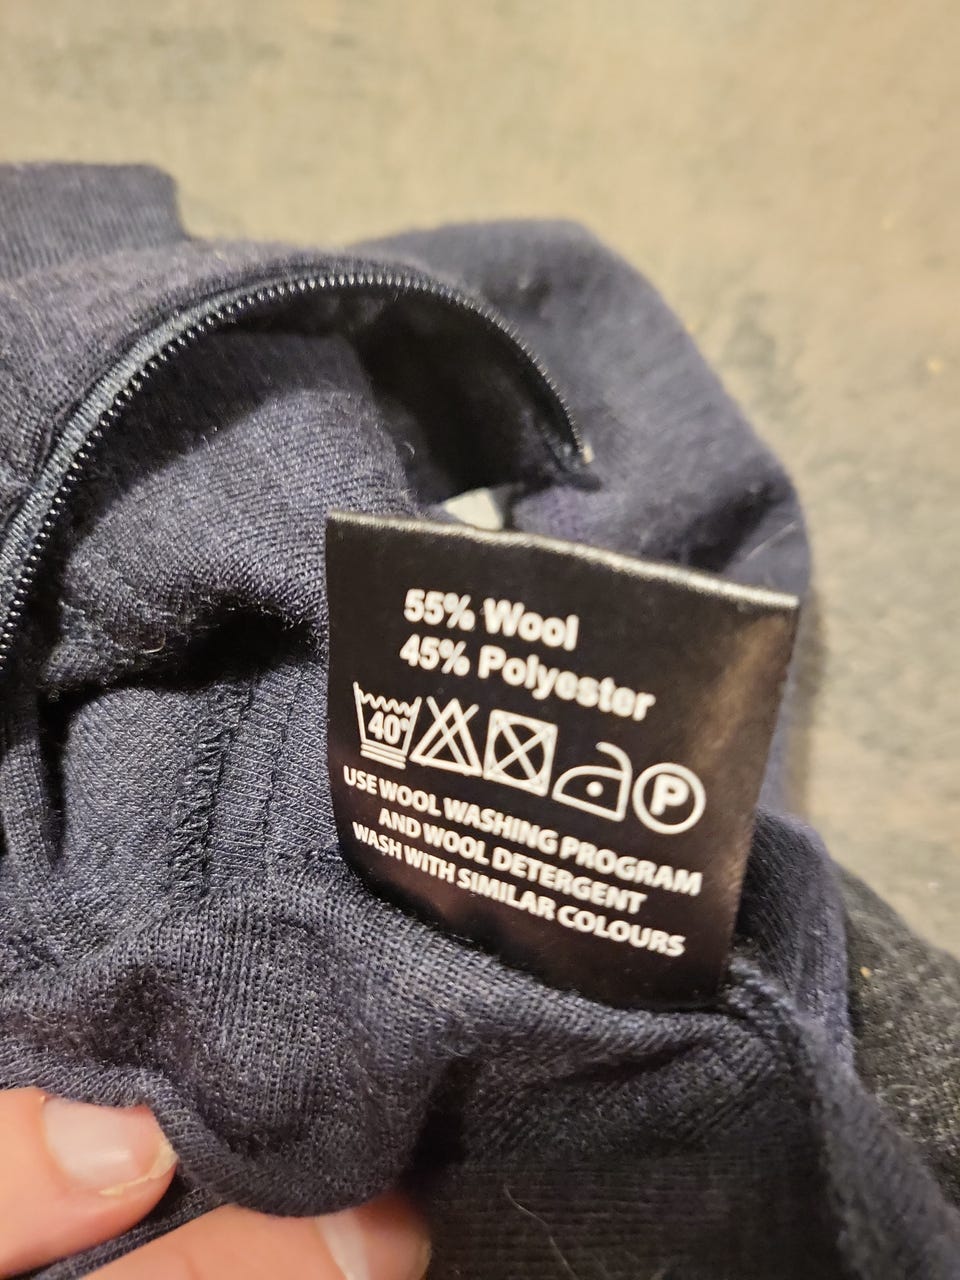 55% Wool
45% Polyester
40° P
USE WOOL WASHING PROGRAM
AND WOOL DETERGENT
WASH WITH SIMILAR COLOURS